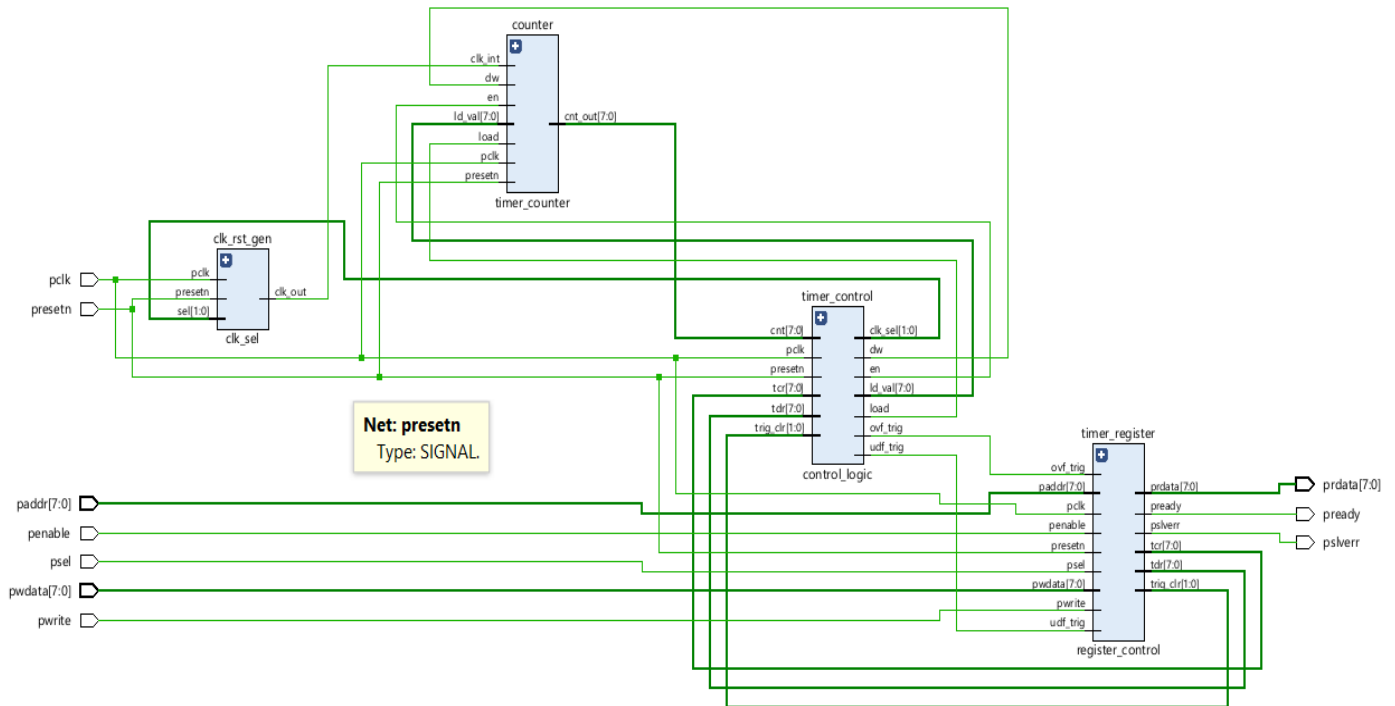 counter
clk_int
dw
en
ld_val[7:0]
load
pclk
presetn
cnt_out[7:0]
timer_counter
clk_rst_gen
pclk
presetn
sel[1:0]
clk_out
clk_sel
pclk
presetn
timer_control
cnt[7:0]
pclk
presetn
tcr[7:0]
tdr[7:0]
trig_clr[1:0]
clk_sel[1:0]
dw
en
ld_val[7:0]
load
ovf_trig
udf_trig
control_logic
Net: presetn
Type: SIGNAL.
timer_register
ovf_trig
paddr[7:0]
pclk
penable
presetn
psel
pwdata[7:0]
pwrite
udf_trig
prdata[7:0]
pready
pslverr
tcr[7:0]
tdr[7:0]
trig_clr[1:0]
register_control
paddr[7:0]
penable
psel
pwdata[7:0]
pwrite
prdata[7:0]
pready
pslverr